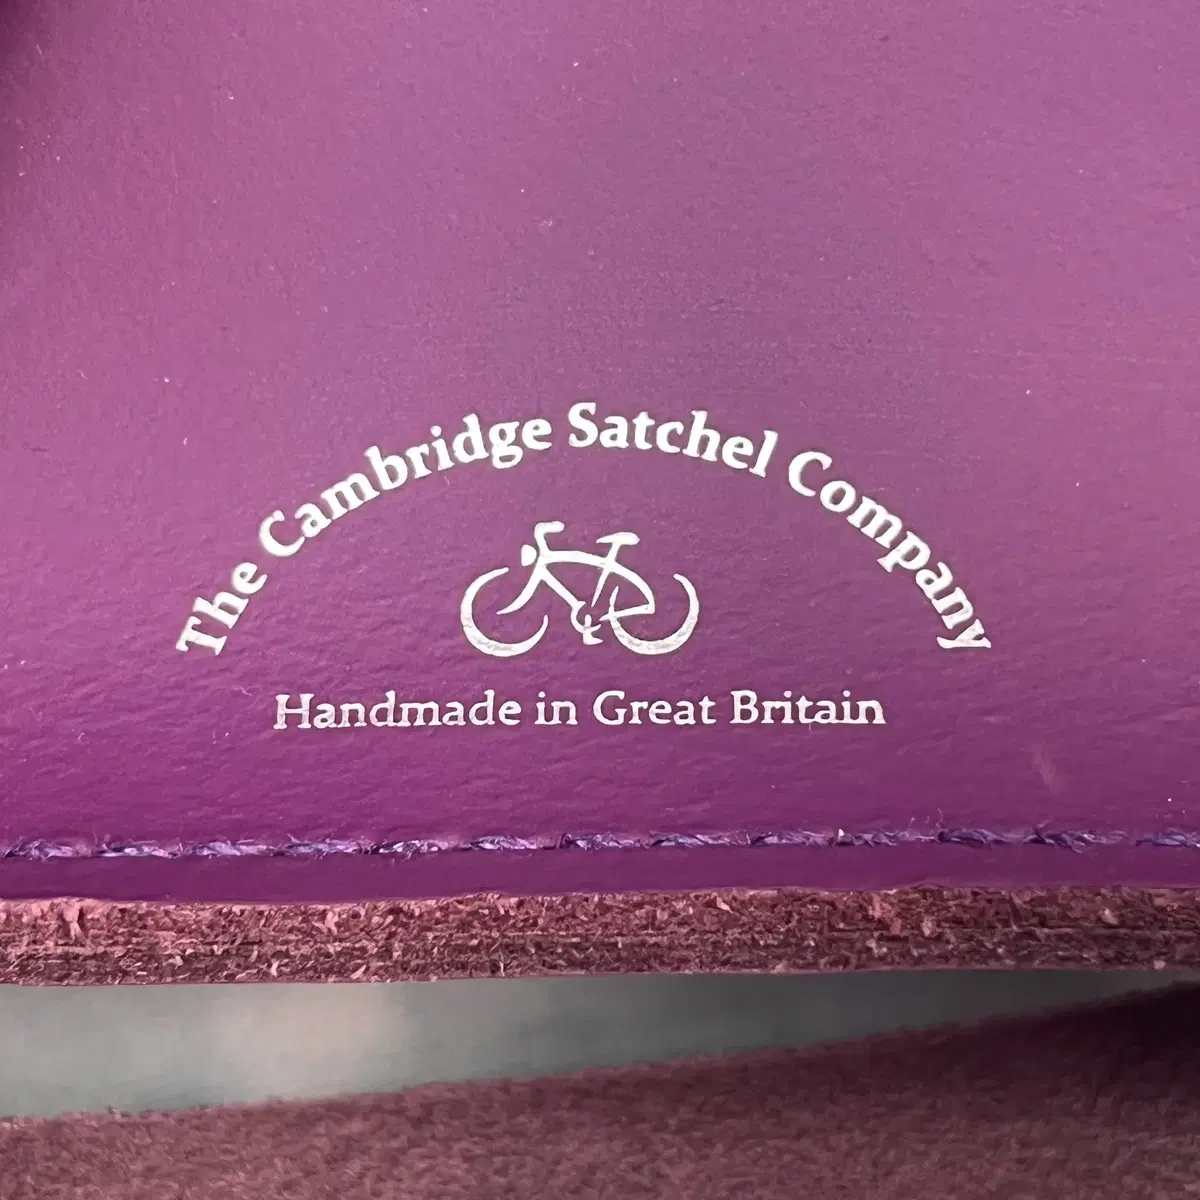 The Cambridge Satchel Company
Handmade in Great Britain